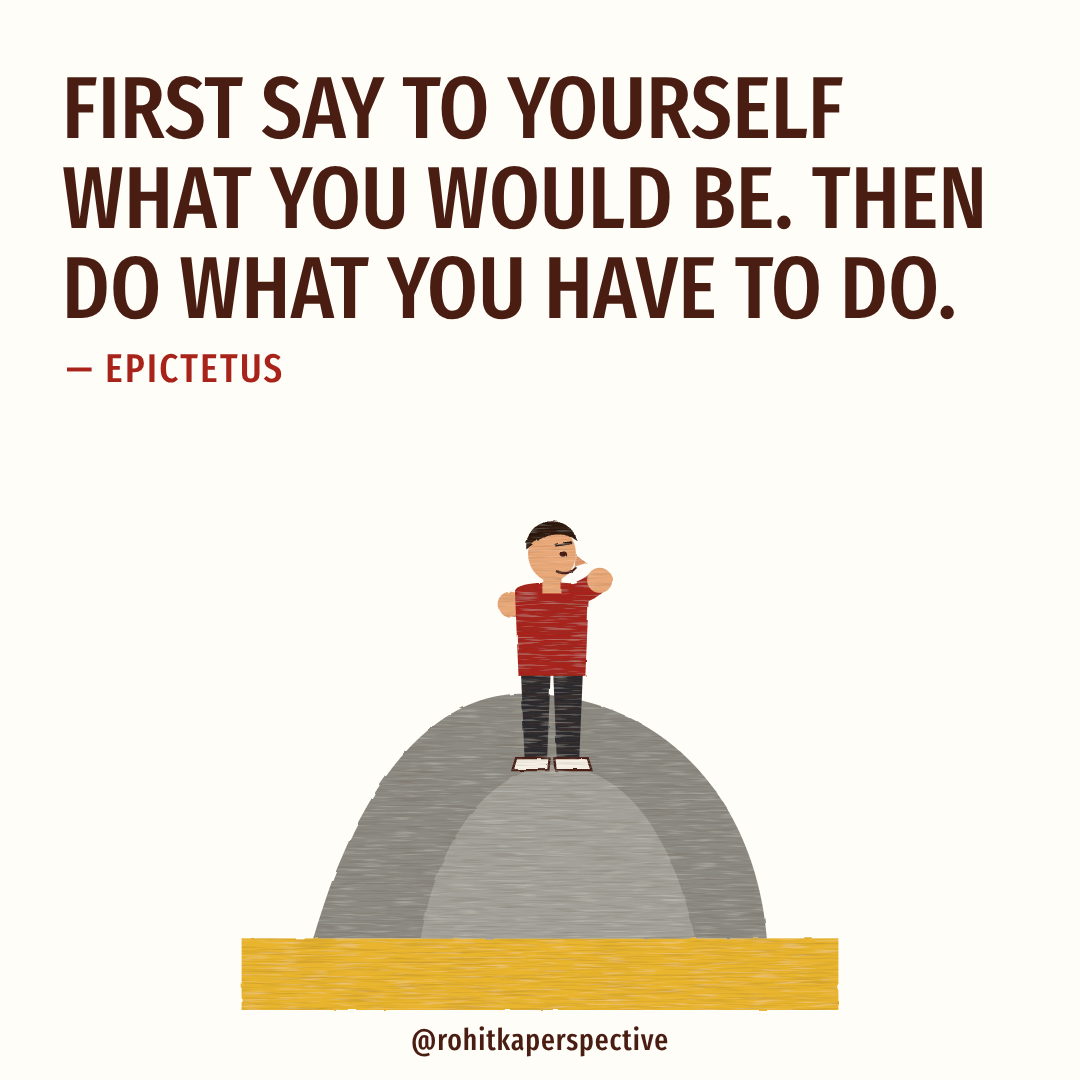 FIRST SAY TO YOURSELF
WHAT YOU WOULD BE. THEN
DO WHAT YOU HAVE TO DO.
— EPICTETUS
@rohitkaperspective